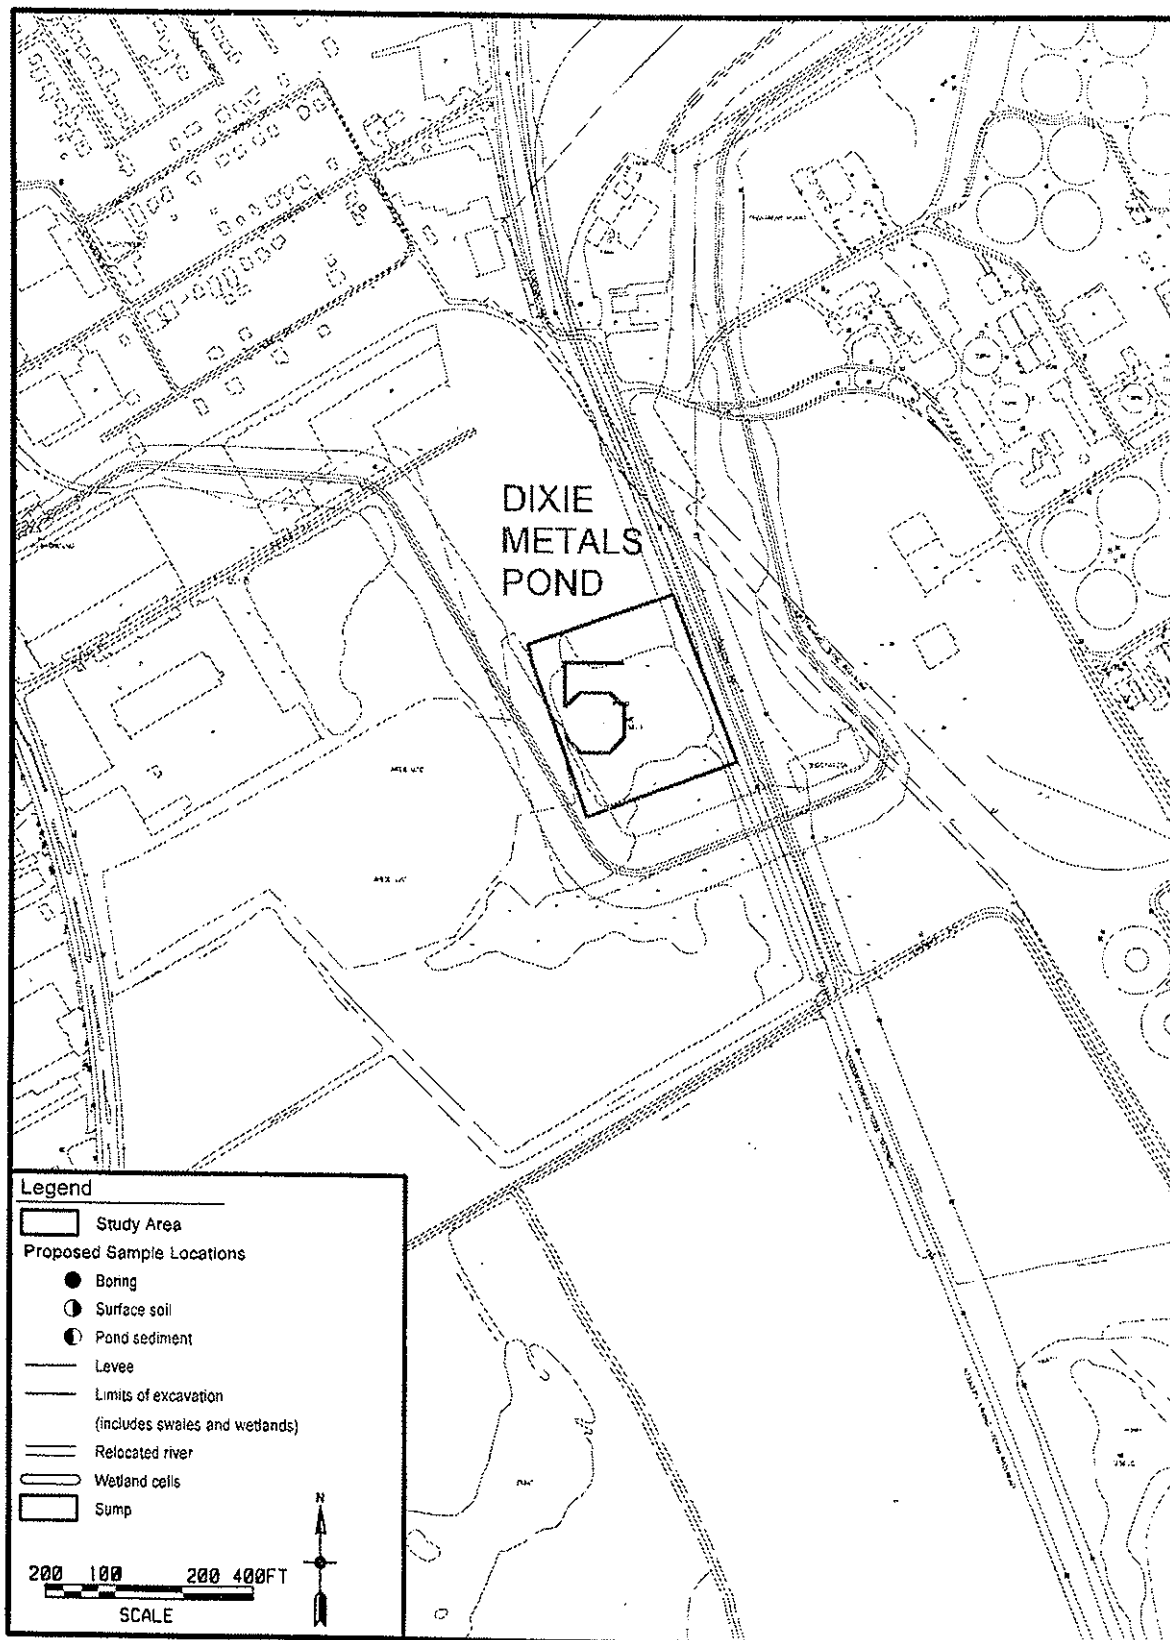 DIXIE
METALS
POND
5
Legend
Study Area
Proposed Sample Locations
Boring
Surface soil
Pond sediment
Levee
Limits of excavation
(includes swales and wetlands)
Relocated river
Wetland cells
Sump
N
200 100 200 400FT
SCALE